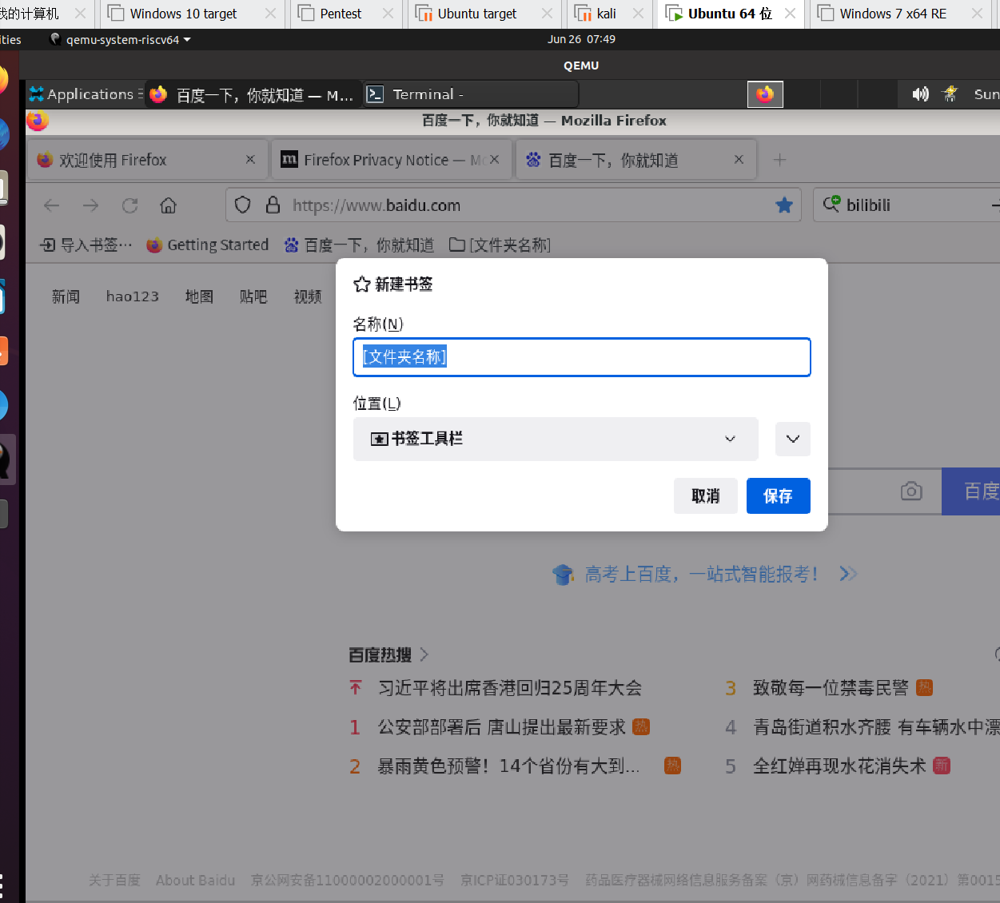 我的计算机 Windows 10 target Pentest Ubuntu target kali Ubuntu 64 位 Windows 7 x64 RE
ities qemu-system-riscv64 Jun 26 07:49
QEMU
Applications 百度一下，你就知道 — M... Terminal - Sun
百度一下，你就知道 — Mozilla Firefox
欢迎使用 Firefox Firefox Privacy Notice — Mo 百度一下，你就知道
https://www.baidu.com bilibili
导入书签… Getting Started 百度一下，你就知道 [文件夹名称]
新建书签
新闻 hao123 地图 贴吧 视频
名称(N)
[文件夹名称]
位置(L)
书签工具栏
取消 保存
百度
高考上百度，一站式智能报考！
百度热搜
习近平将出席香港回归25周年大会
1 公安部部署后 唐山提出最新要求 热
2 暴雨黄色预警！14个省份有大到... 热
3 致敬每一位禁毒民警 热
4 青岛街道积水齐腰 有车辆水中漂
5 全红婵再现水花消失术 新
关于百度 About Baidu 京公网安备11000002000001号 京ICP证030173号 药品医疗器械网络信息服务备案（京）网药械信息备字（2021）第0015